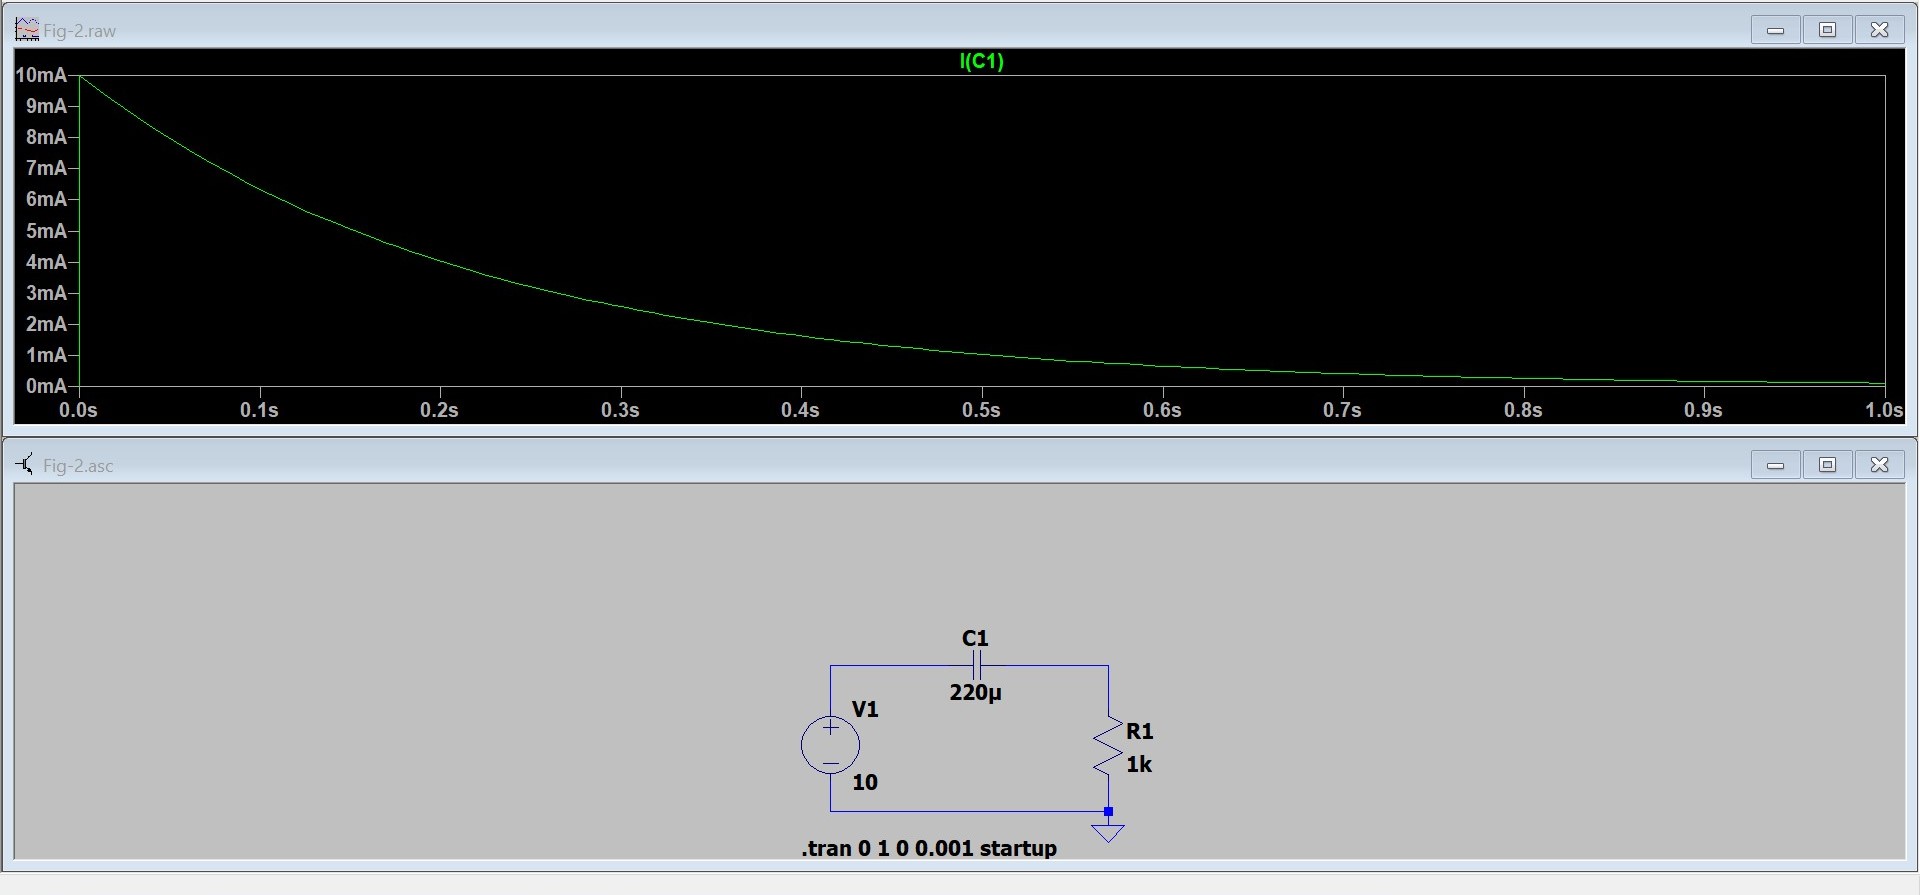 Fig-2.raw
I(C1)
10mA
9mA
8mA
7mA
6mA
5mA
4mA
3mA
2mA
1mA
0mA
0.0s 0.1s 0.2s 0.3s 0.4s 0.5s 0.6s 0.7s 0.8s 0.9s 1.0s
Fig-2.asc
C1
220µ
V1
10
R1
1k
.tran 0 1 0 0.001 startup